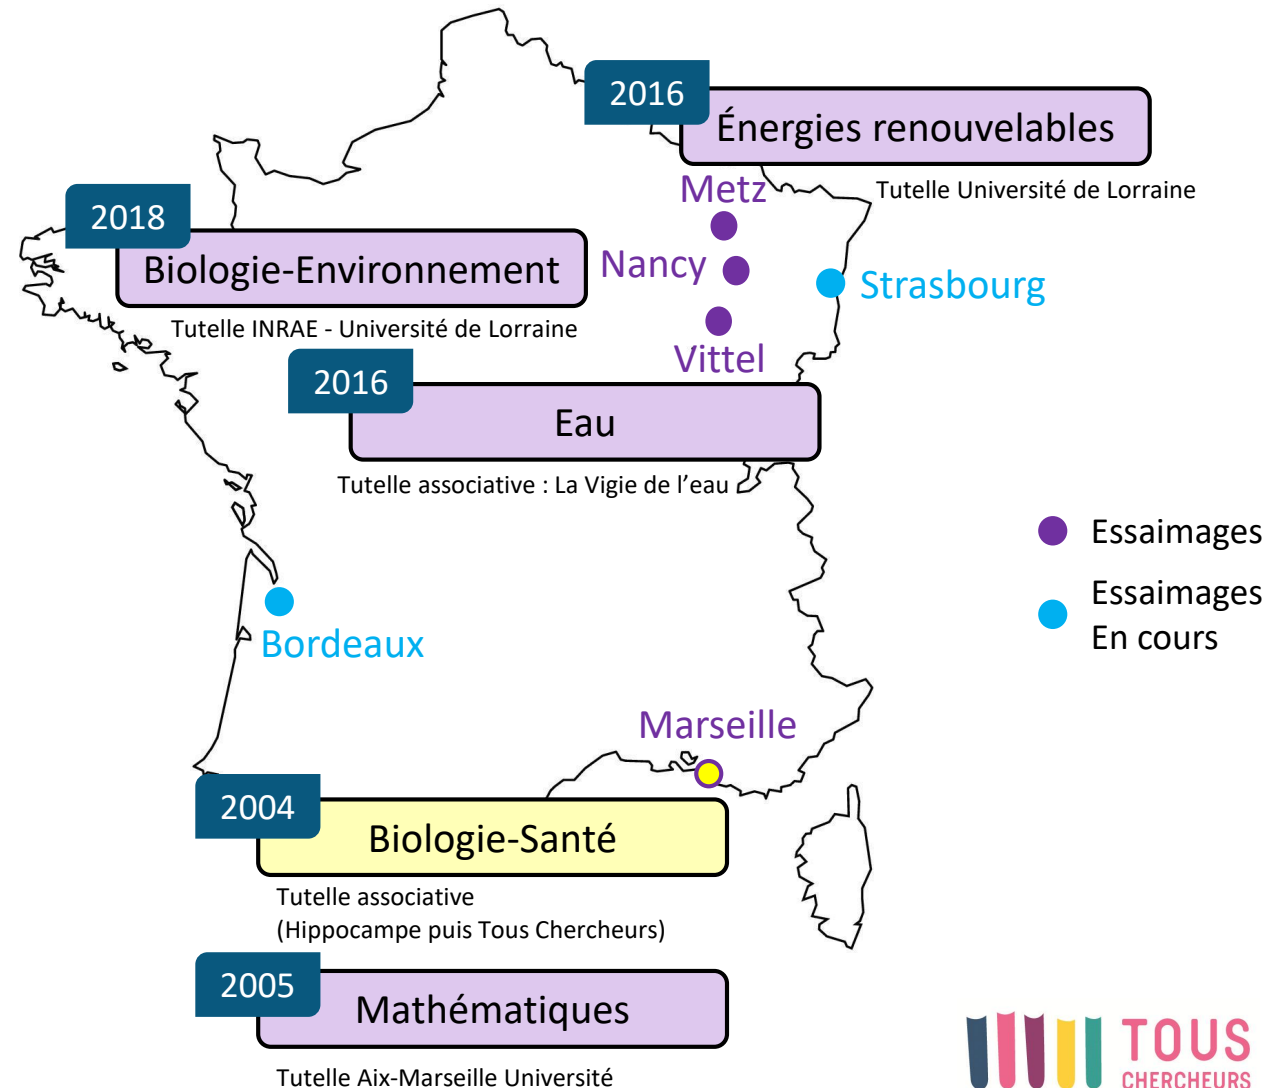 2016
Énergies renouvelables
Tutelle Université de Lorraine
Metz
2018
Biologie-Environnement
Tutelle INRAE - Université de Lorraine
Nancy
Strasbourg
Vittel
2016
Eau
Tutelle associative : La Vigie de l’eau
Essaimages
Essaimages
En cours
Bordeaux
Marseille
2004
Biologie-Santé
Tutelle associative
(Hippocampe puis Tous Chercheurs)
2005
Mathématiques
Tutelle Aix-Marseille Université
TOUS
CHERCHEURS